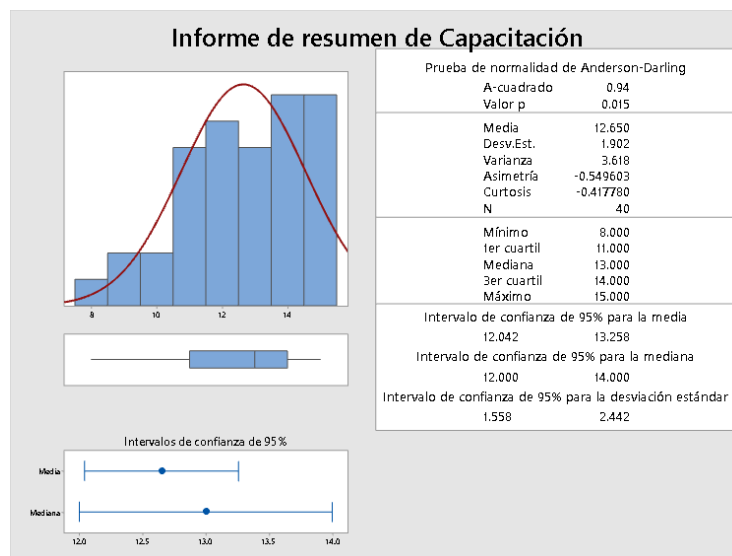 Informe de resumen de Capacitación
8 10 12 14
Intervalos de confianza de 95%
Media
Mediana
12.0 12.5 13.0 13.5 14.0
Prueba de normalidad de Anderson-Darling
A-cuadrado 0.94
Valor p 0.015
Media 12.650
Desv.Est. 1.902
Varianza 3.618
Asimetría -0.549603
Curtosis -0.417780
N 40
Mínimo 8.000
1er cuartil 11.000
Mediana 13.000
3er cuartil 14.000
Máximo 15.000
Intervalo de confianza de 95% para la media
12.042 13.258
Intervalo de confianza de 95% para la mediana
12.000 14.000
Intervalo de confianza de 95% para la desviación estándar
1.558 2.442